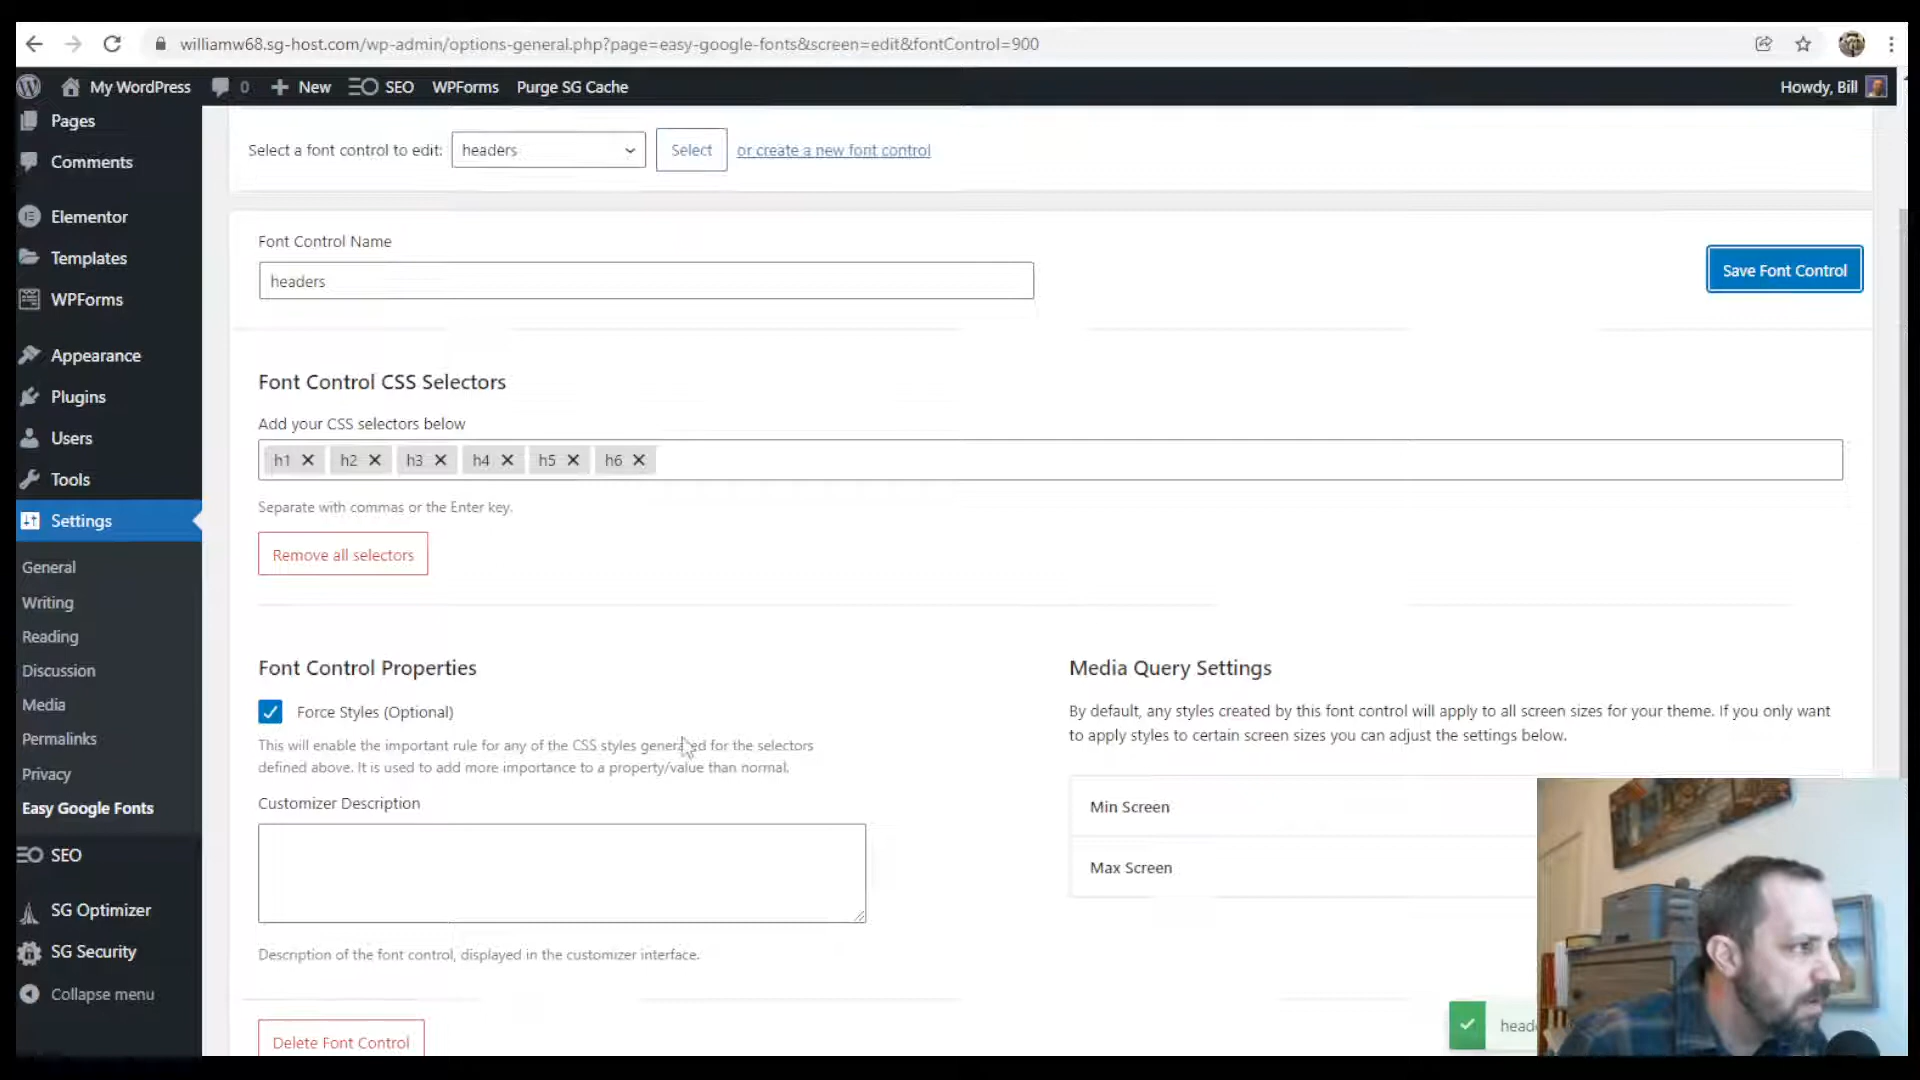 williamw68.sg-host.com/wp-admin/options-general.php?page=easy-google-fonts&screen=edit&fontControl=900
My WordPress 0 New SEO WPForms Purge SG Cache Howdy, Bill
Pages
Comments
Elementor
Templates
WPForms
Appearance
Plugins
Users
Tools
Settings
General
Writing
Reading
Discussion
Media
Permalinks
Privacy
Easy Google Fonts
SEO
SG Optimizer
SG Security
Collapse menu
Select a font control to edit: headers Select or create a new font control
Font Control Name
headers
Save Font Control
Font Control CSS Selectors
Add your CSS selectors below
h1 h2 h3 h4 h5 h6
Separate with commas or the Enter key.
Remove all selectors
Font Control Properties
Force Styles (Optional)
This will enable the important rule for any of the CSS styles generated for the selectors
defined above. It is used to add more importance to a property/value than normal.
Customizer Description
Description of the font control, displayed in the customizer interface.
Delete Font Control
Media Query Settings
By default, any styles created by this font control will apply to all screen sizes for your theme. If you only want
to apply styles to certain screen sizes you can adjust the settings below.
Min Screen
Max Screen